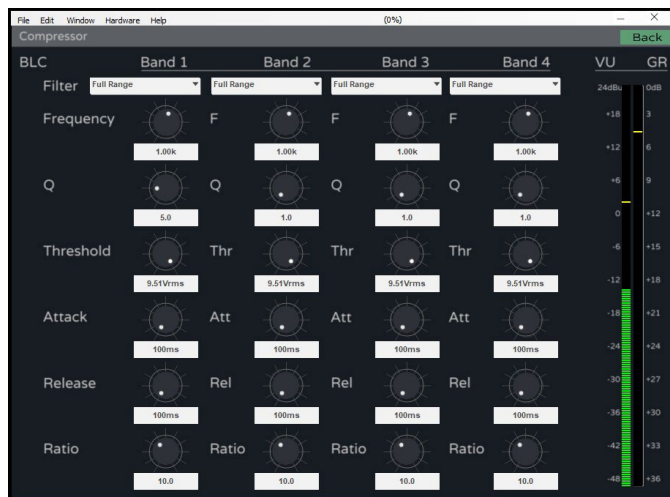 File Edit Window Hardware Help (0%)
Compressor Back
BLC Band 1 Band 2 Band 3 Band 4 VU GR
Filter Full Range Full Range Full Range Full Range 24dBu 0dB
Frequency F F F +18 3
1.00k 1.00k 1.00k 1.00k +12 6
Q Q Q Q +6 9
5.0 1.0 1.0 1.0 0 +12
Threshold Thr Thr Thr -6 +15
9.51Vrms 9.51Vrms 9.51Vrms 9.51Vrms -12 +18
Attack Att Att Att -18 +21
100ms 100ms 100ms 100ms -24 +24
Release Rel Rel Rel -30 +27
100ms 100ms 100ms 100ms -36 +30
Ratio Ratio Ratio Ratio -42 +33
10.0 10.0 10.0 10.0 -48 +36